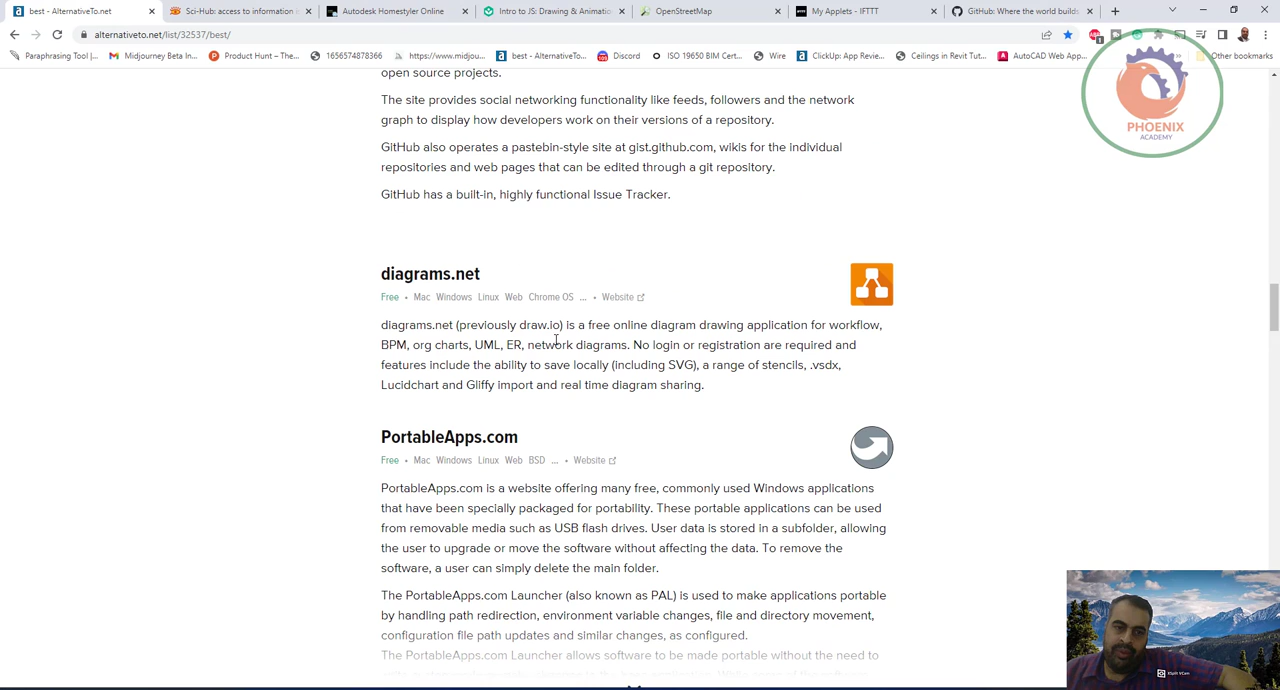 best - AlternativeTo.net
Sci-Hub: access to information i
Autodesk Homestyler Online
Intro to JS: Drawing & Animatio
OpenStreetMap
My Applets - IFTTT
GitHub: Where the world builds
alternativeto.net/list/32537/best/
Paraphrasing Tool |...
Midjourney Beta In...
Product Hunt – The...
1656574878366
https://www.midjou...
best - AlternativeTo...
Discord
ISO 19650 BIM Cert...
Wire
ClickUp: App Revie...
Ceilings in Revit Tut...
AutoCAD Web App...
Other bookmarks
PHOENIX
ACADEMY
open source projects.
The site provides social networking functionality like feeds, followers and the network
graph to display how developers work on their versions of a repository.
GitHub also operates a pastebin-style site at gist.github.com, wikis for the individual
repositories and web pages that can be edited through a git repository.
GitHub has a built-in, highly functional Issue Tracker.
diagrams.net
Free • Mac Windows Linux Web Chrome OS ... • Website
diagrams.net (previously draw.io) is a free online diagram drawing application for workflow,
BPM, org charts, UML, ER, network diagrams. No login or registration are required and
features include the ability to save locally (including SVG), a range of stencils, .vsdx,
Lucidchart and Gliffy import and real time diagram sharing.
PortableApps.com
Free • Mac Windows Linux Web BSD ... • Website
PortableApps.com is a website offering many free, commonly used Windows applications
that have been specially packaged for portability. These portable applications can be used
from removable media such as USB flash drives. User data is stored in a subfolder, allowing
the user to upgrade or move the software without affecting the data. To remove the
software, a user can simply delete the main folder.
The PortableApps.com Launcher (also known as PAL) is used to make applications portable
by handling path redirection, environment variable changes, file and directory movement,
configuration file path updates and similar changes, as configured.
The PortableApps.com Launcher allows software to be made portable without the need to
XSplit VCam